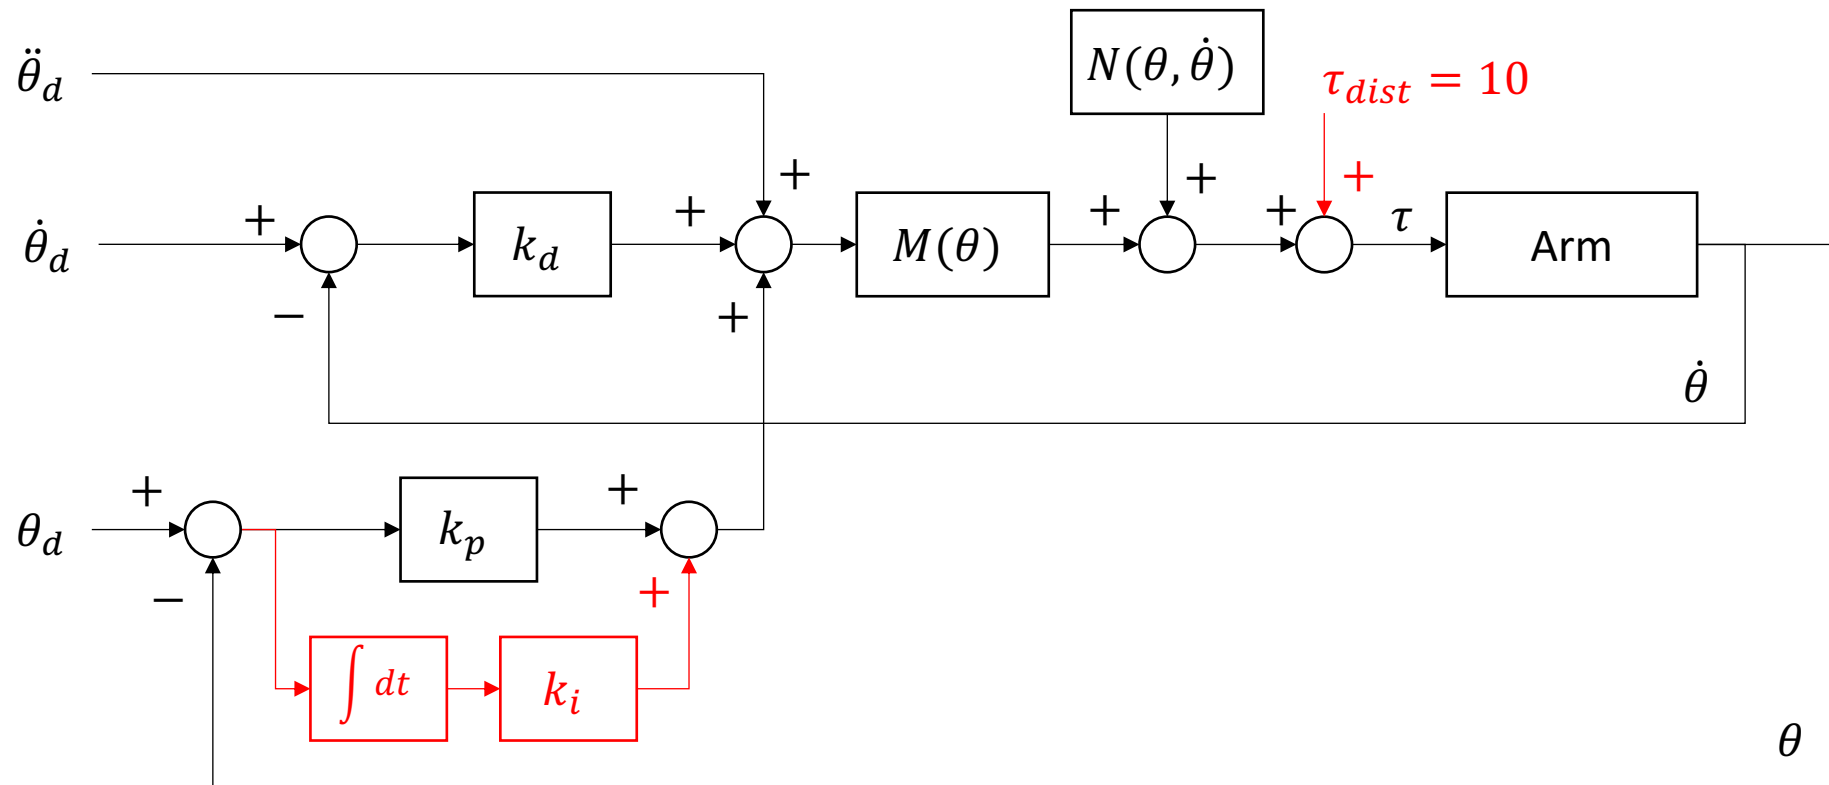 θ̈_d
N(θ, θ̇)
τ_dist = 10
+
+
+
θ̇_d
+
k_d
+
M(θ)
+
+
τ
Arm
−
+
θ̇
+
θ_d
k_p
+
−
+
∫ dt
k_i
θ